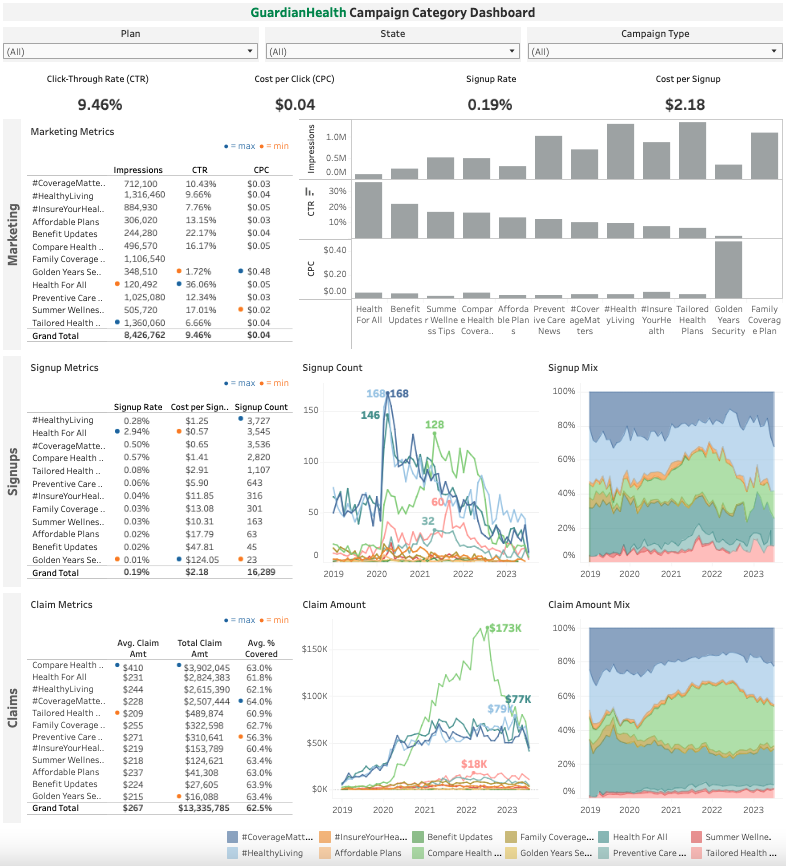 GuardianHealth Campaign Category Dashboard
Plan State Campaign Type
(All) (All) (All)
Click-Through Rate (CTR) Cost per Click (CPC) Signup Rate Cost per Signup
9.46% $0.04 0.19% $2.18
Marketing
Marketing Metrics
= max = min
Impressions CTR CPC
#CoverageMatte.. 712,100 10.43% $0.03
#HealthyLiving 1,316,460 9.66% $0.04
#InsureYourHeal.. 884,930 7.76% $0.05
Affordable Plans 306,020 13.15% $0.03
Benefit Updates 244,280 22.17% $0.04
Compare Health .. 496,570 16.17% $0.05
Family Coverage .. 1,106,540
Golden Years Se.. 348,510 1.72% $0.48
Health For All 120,492 36.06% $0.05
Preventive Care .. 1,025,080 12.34% $0.03
Summer Wellnes.. 505,720 17.01% $0.02
Tailored Health .. 1,360,060 6.66% $0.04
Grand Total 8,426,762 9.46% $0.04
Impressions
1.0M
0.5M
0.0M
CTR
30%
20%
10%
CPC
$0.40
$0.20
$0.00
Health For All
Benefit Updates
Summe r Wellne ss Tips
Compar e Health Covera..
Afforda ble Plan s
Prevent ive Care News
#Cover ageMat ters
#Health yLiving
#Insure YourHe alth
Tailored Health Plans
Golden Years Security
Family Coverag e Plan
Signups
Signup Metrics
= max = min
Signup Rate Cost per Sign.. Signup Count
#HealthyLiving 0.28% $1.25 3,727
Health For All 2.94% $0.57 3,545
#CoverageMatte.. 0.50% $0.65 3,536
Compare Health .. 0.57% $1.41 2,820
Tailored Health .. 0.08% $2.91 1,107
Preventive Care .. 0.06% $5.90 643
#InsureYourHeal.. 0.04% $11.85 316
Family Coverage .. 0.03% $13.08 301
Summer Wellnes.. 0.03% $10.31 163
Affordable Plans 0.02% $17.79 63
Benefit Updates 0.02% $47.81 45
Golden Years Se.. 0.01% $124.05 23
Grand Total 0.19% $2.18 16,289
Signup Count
150
100
50
0
168 168
146
128
60
32
2019 2020 2021 2022 2023
Signup Mix
100%
80%
60%
40%
20%
0%
2019 2020 2021 2022 2023
Claims
Claim Metrics
= max = min
Avg. Claim Amt Total Claim Amt Avg. % Covered
Compare Health .. $410 $3,902,045 63.0%
Health For All $231 $2,824,383 61.8%
#HealthyLiving $244 $2,615,390 62.1%
#CoverageMatte.. $228 $2,507,444 64.0%
Tailored Health .. $209 $489,874 60.9%
Family Coverage .. $255 $322,598 62.7%
Preventive Care .. $271 $310,641 56.3%
#InsureYourHeal.. $219 $153,789 60.4%
Summer Wellnes.. $218 $124,621 63.4%
Affordable Plans $237 $41,308 63.0%
Benefit Updates $224 $27,605 63.9%
Golden Years Se.. $215 $16,088 63.4%
Grand Total $267 $13,335,785 62.5%
Claim Amount
$150K
$100K
$50K
$0K
$173K
$77K
$79K
$18K
2019 2020 2021 2022 2023
Claim Amount Mix
100%
80%
60%
40%
20%
0%
2019 2020 2021 2022 2023
#CoverageMatt... #InsureYourHea... Benefit Updates Family Coverage... Health For All Summer Wellne...
#HealthyLiving Affordable Plans Compare Health ... Golden Years Se... Preventive Care ... Tailored Health ...